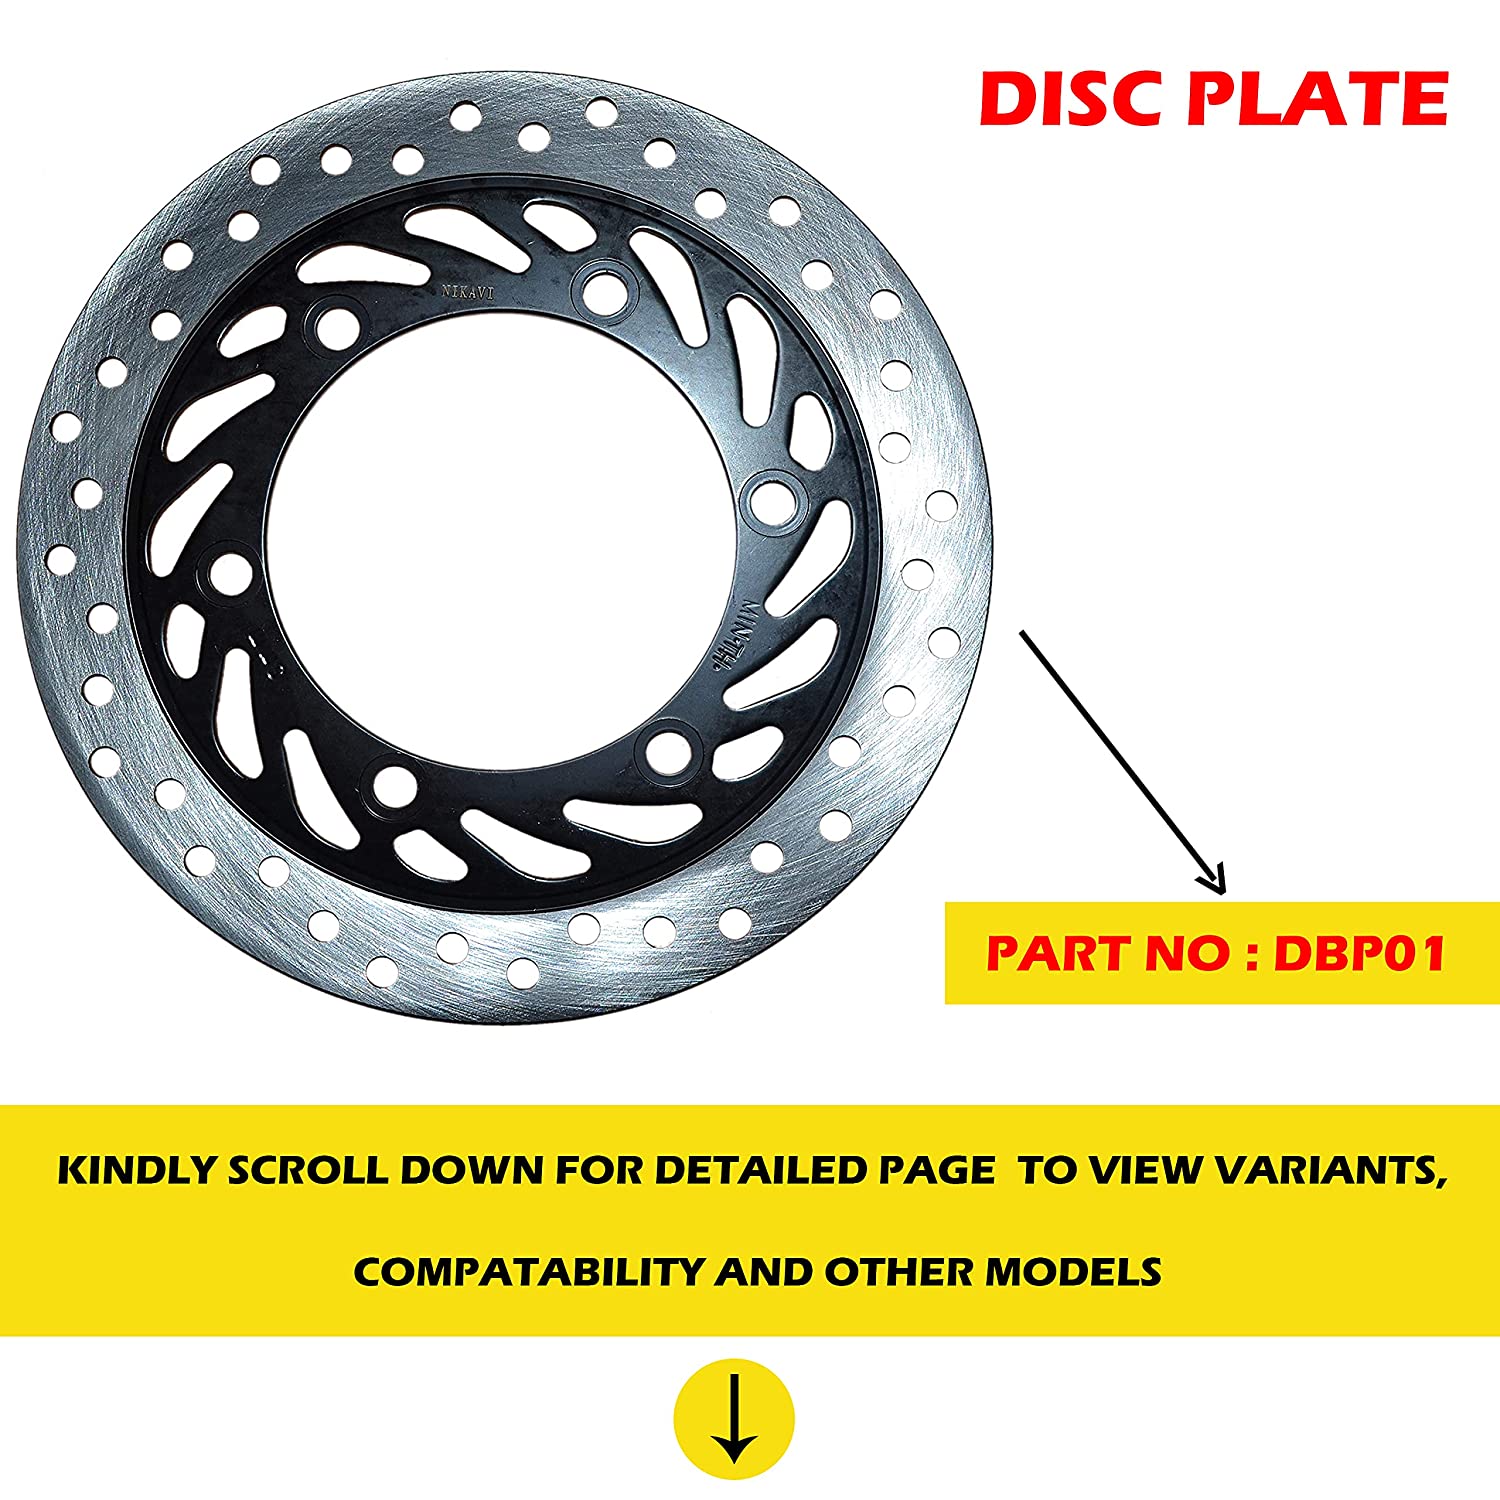 DISC PLATE
NIKAVI
MIN-TH.
PART NO : DBP01
KINDLY SCROLL DOWN FOR DETAILED PAGE TO VIEW VARIANTS,
COMPATABILITY AND OTHER MODELS